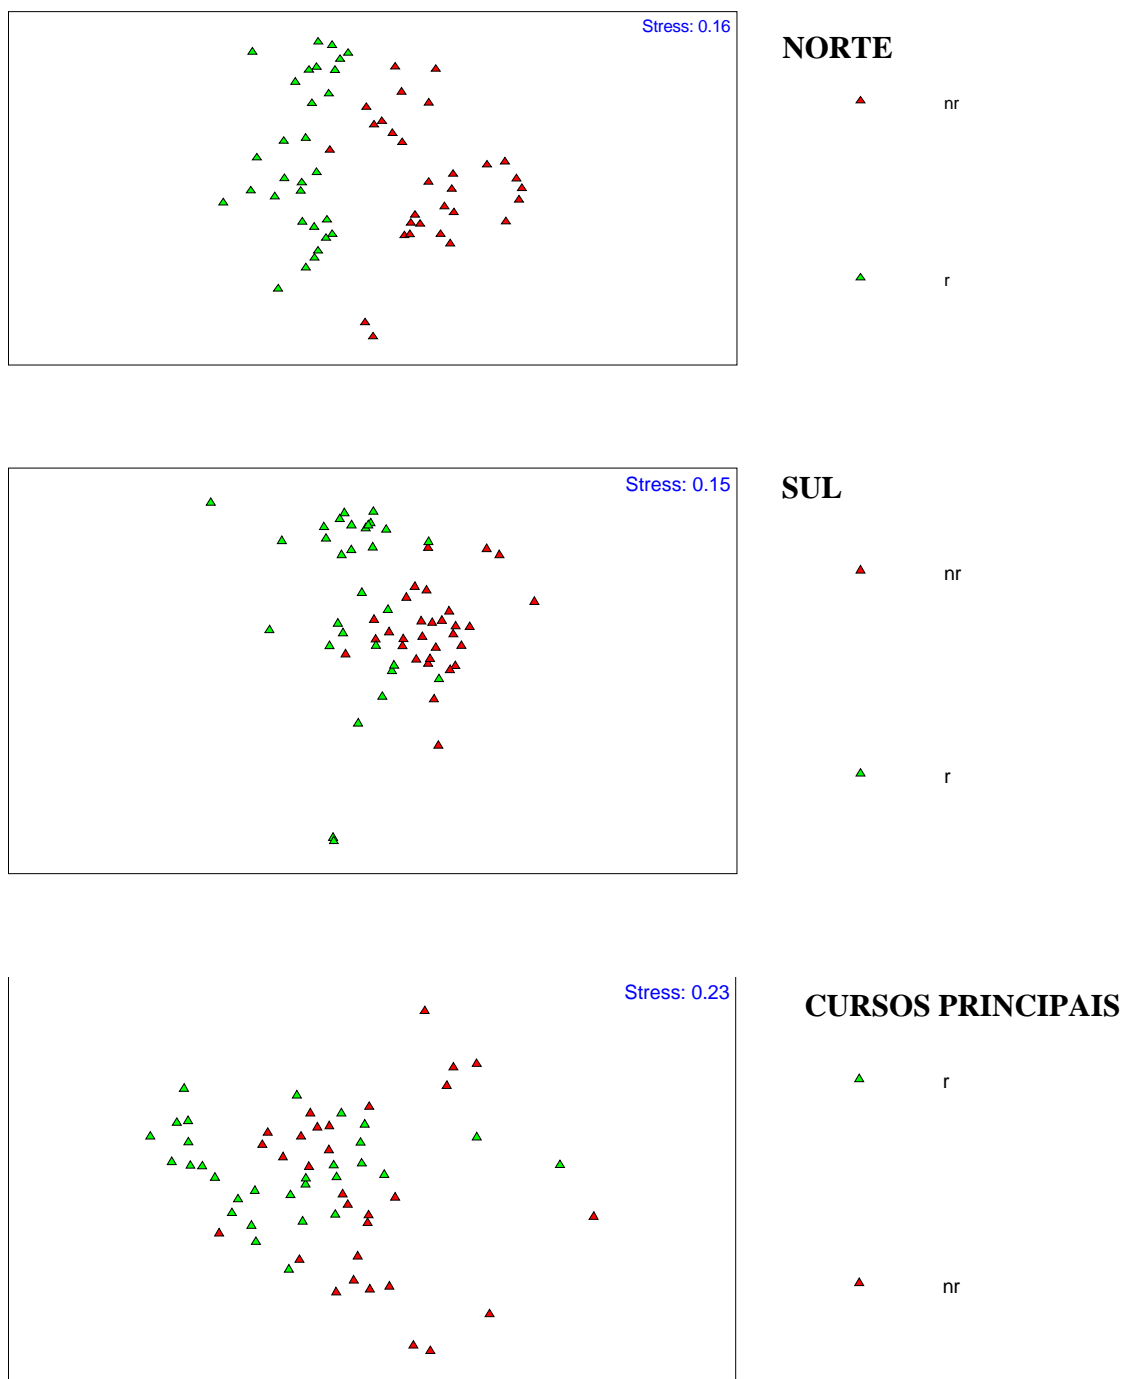 Stress: 0.16
NORTE
nr
r
Stress: 0.15
SUL
nr
r
Stress: 0.23
CURSOS PRINCIPAIS
r
nr